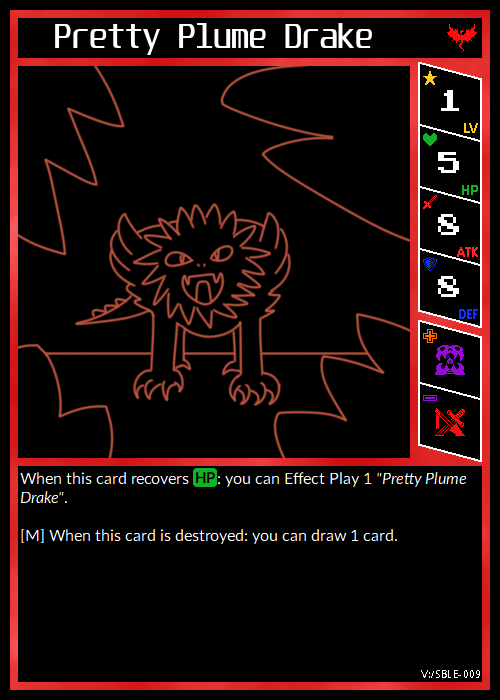 Pretty Plume Drake
1
LV
5
HP
8
ATK
8
DEF
When this card recovers HP: you can Effect Play 1 "Pretty Plume
Drake".
[M] When this card is destroyed: you can draw 1 card.
V:/SBLE-009